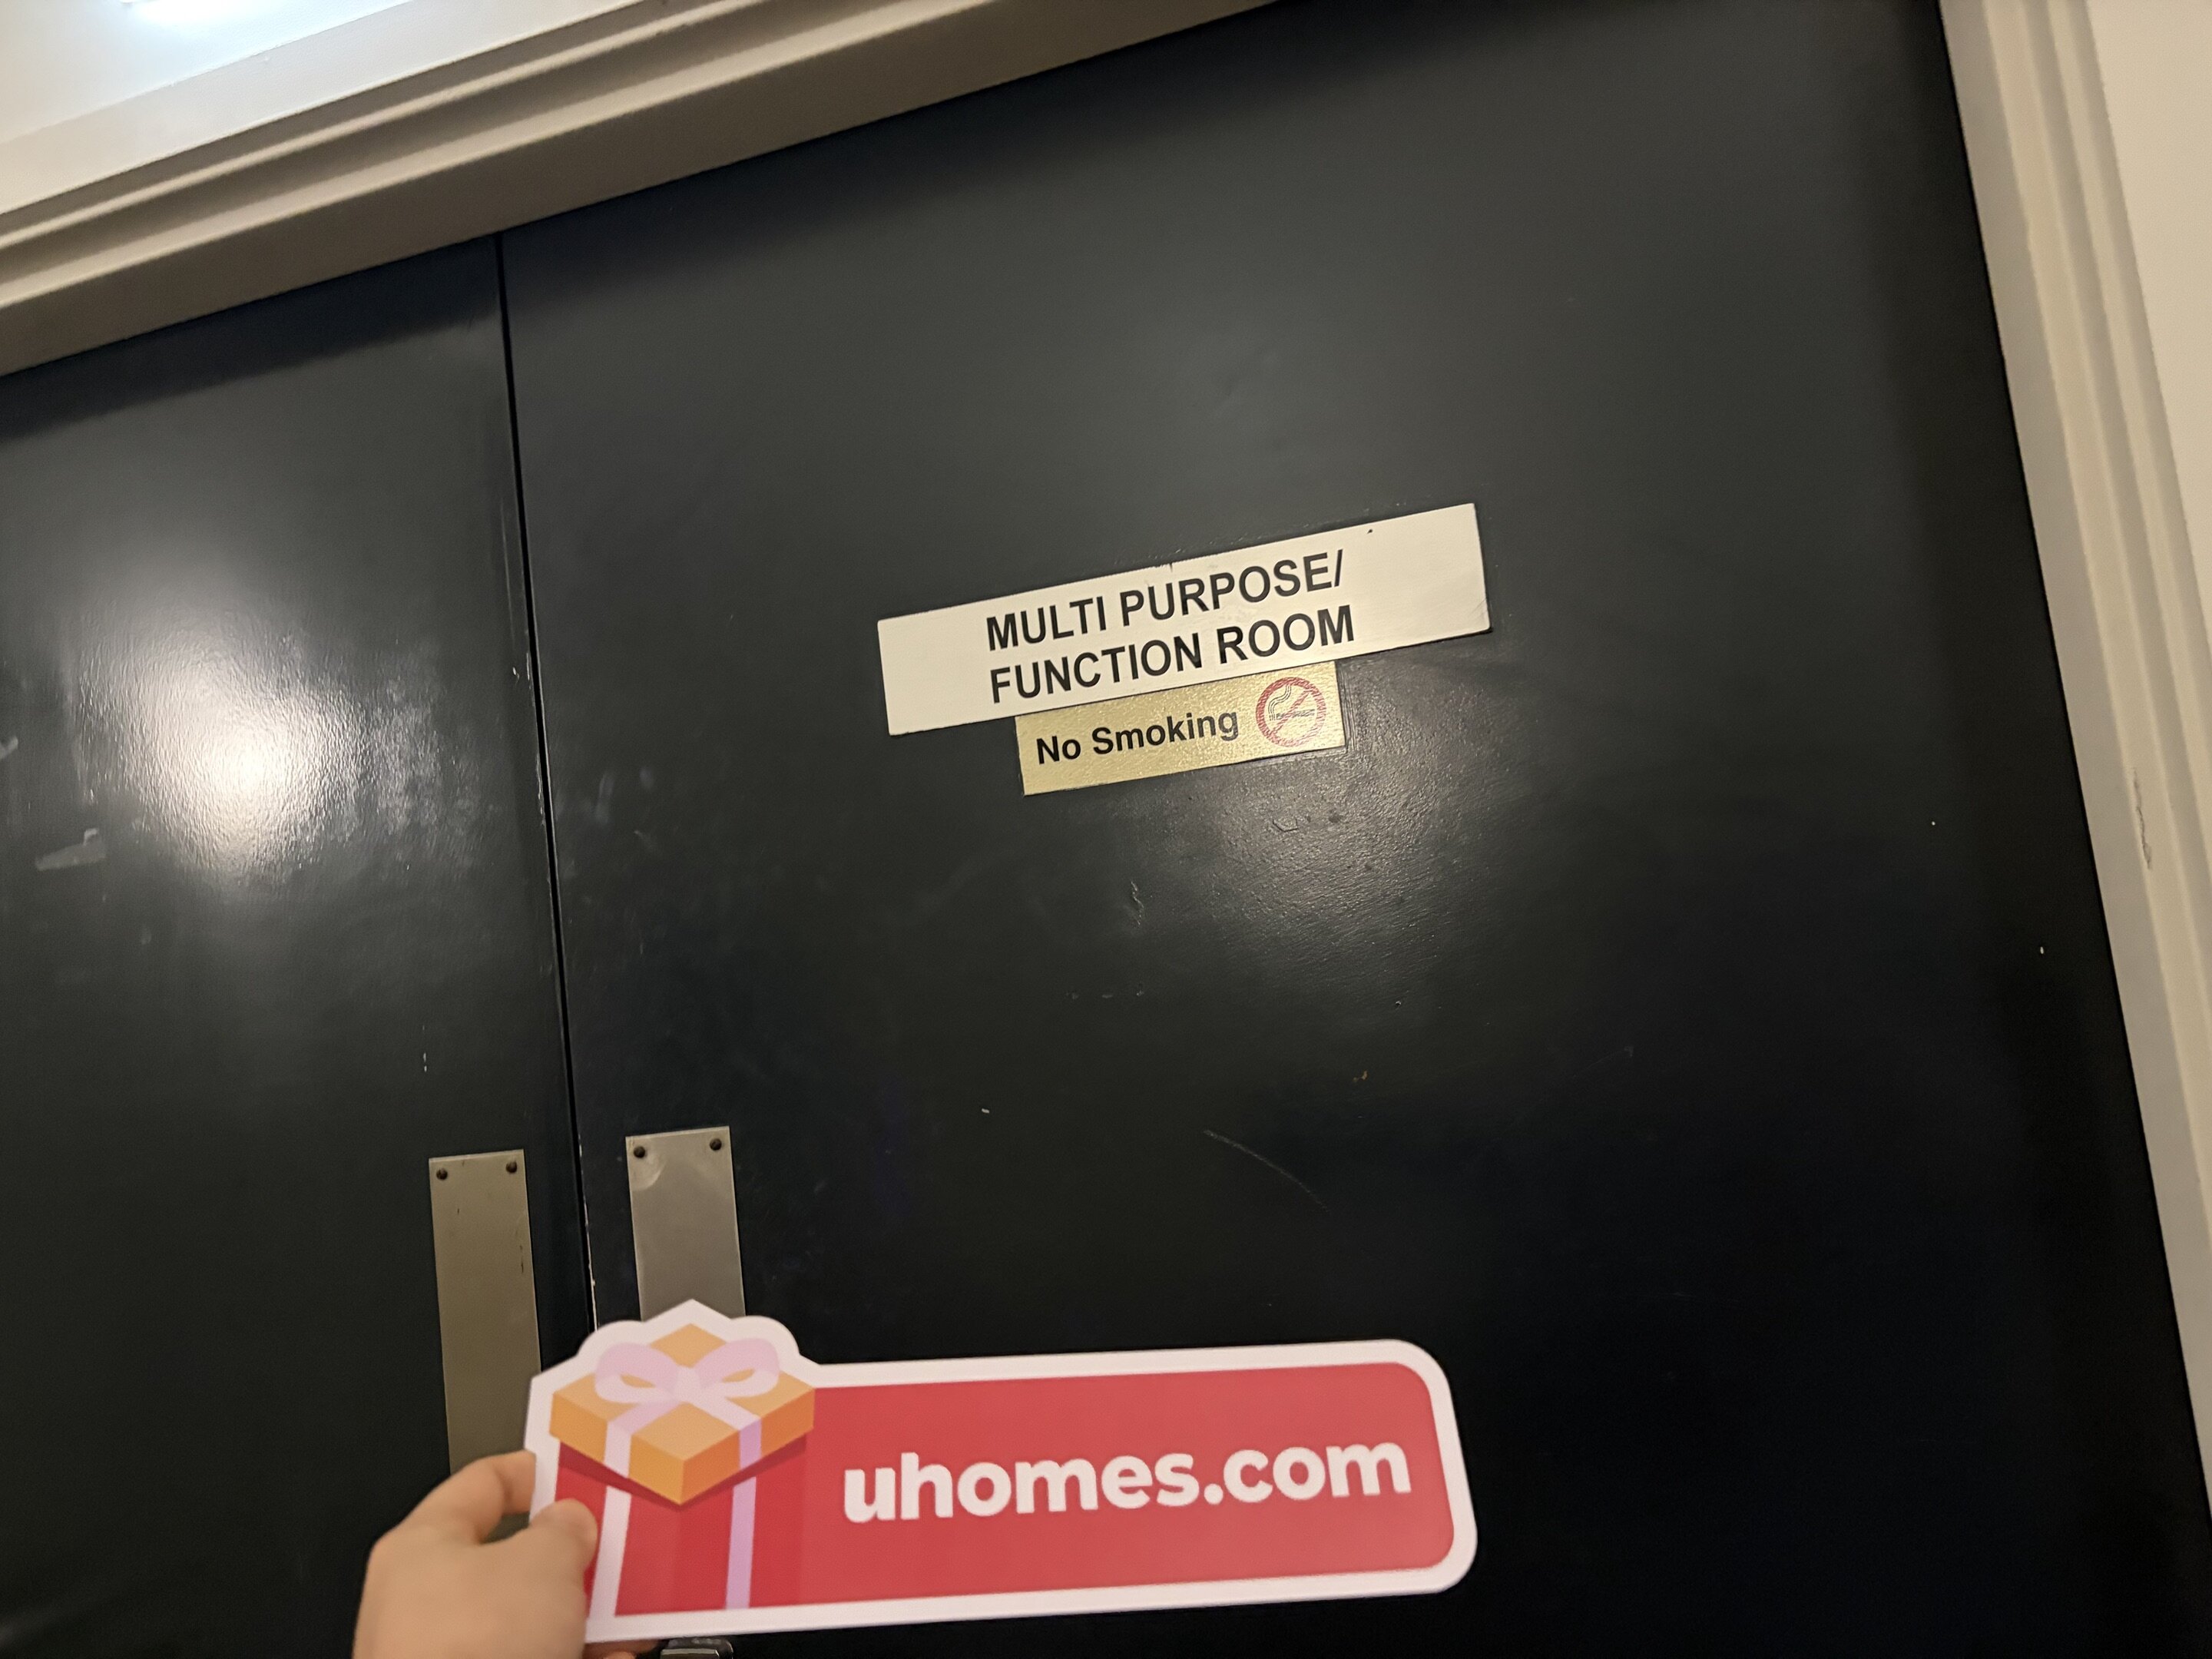 MULTI PURPOSE/
FUNCTION ROOM
No Smoking
uhomes.com